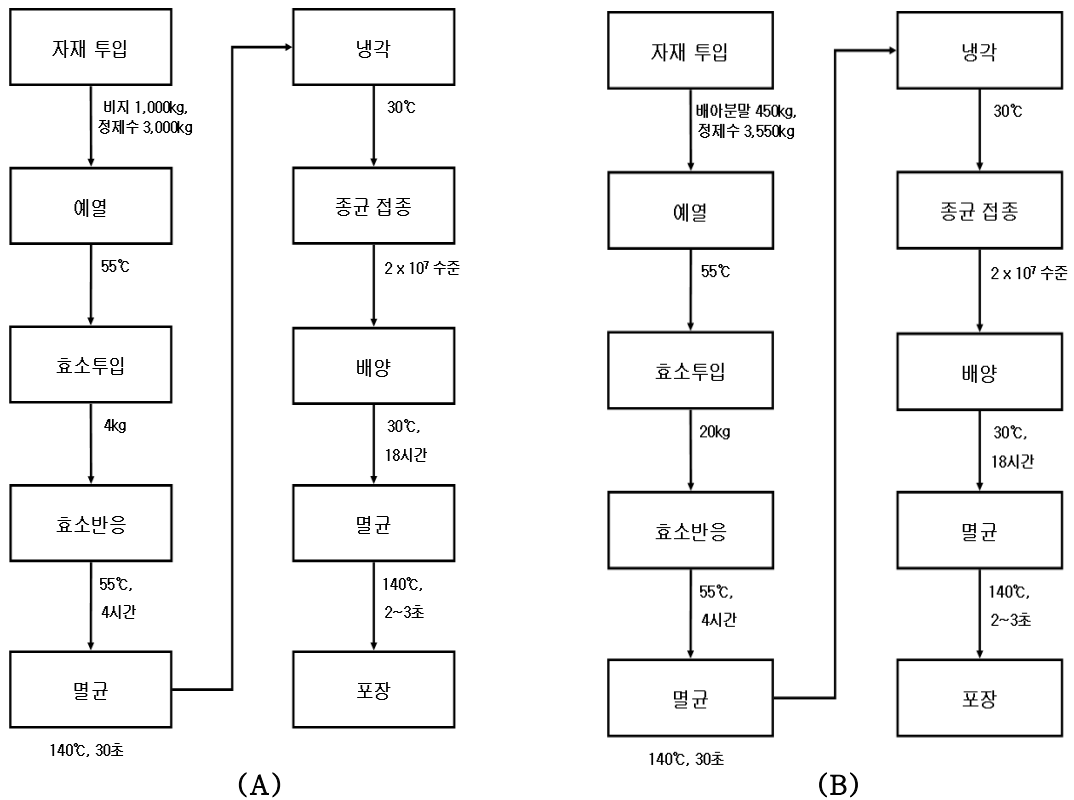 자재 투입
비지 1,000kg,
정제수 3,000kg
예열
55℃
효소투입
4kg
효소반응
55℃,
4시간
멸균
140℃, 30초
냉각
30℃
종균 접종
2 x 10⁷ 수준
배양
30℃,
18시간
멸균
140℃,
2~3초
포장
(A)
자재 투입
배아분말 450kg,
정제수 3,550kg
예열
55℃
효소투입
20kg
효소반응
55℃,
4시간
멸균
140℃, 30초
냉각
30℃
종균 접종
2 x 10⁷ 수준
배양
30℃,
18시간
멸균
140℃,
2~3초
포장
(B)